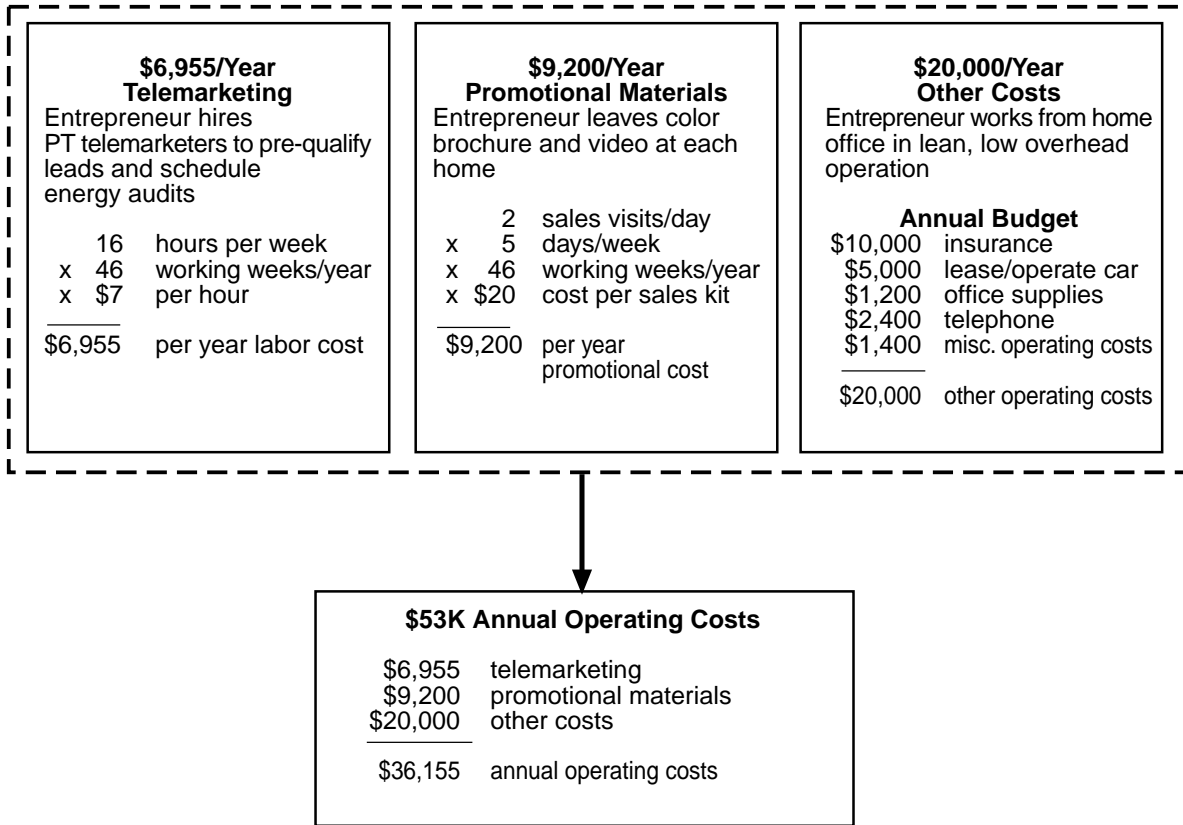 $6,955/Year
Telemarketing
Entrepreneur hires
PT telemarketers to pre-qualify
leads and schedule
energy audits
16 hours per week
x 46 working weeks/year
x $7 per hour
$6,955 per year labor cost
$9,200/Year
Promotional Materials
Entrepreneur leaves color
brochure and video at each
home
2 sales visits/day
x 5 days/week
x 46 working weeks/year
x $20 cost per sales kit
$9,200 per year
promotional cost
$20,000/Year
Other Costs
Entrepreneur works from home
office in lean, low overhead
operation
Annual Budget
$10,000 insurance
$5,000 lease/operate car
$1,200 office supplies
$2,400 telephone
$1,400 misc. operating costs
$20,000 other operating costs
$53K Annual Operating Costs
$6,955 telemarketing
$9,200 promotional materials
$20,000 other costs
$36,155 annual operating costs